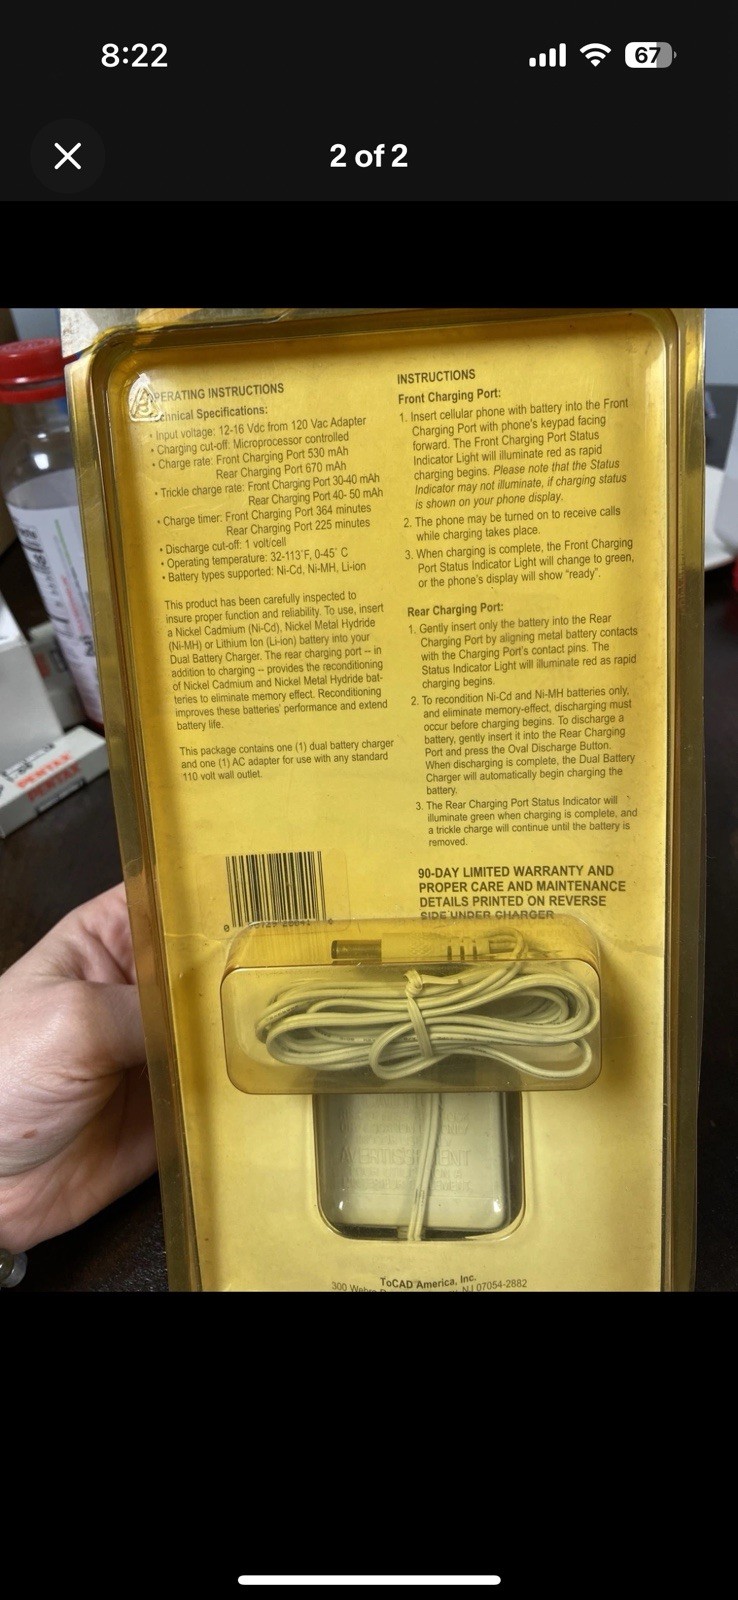 8:22
67
2 of 2
OPERATING INSTRUCTIONS
Technical Specifications:
• Input voltage: 12-16 Vdc from 120 Vac Adapter
• Charging cut-off: Microprocessor controlled
• Charge rate: Front Charging Port 530 mAh
Rear Charging Port 670 mAh
• Trickle charge rate: Front Charging Port 30-40 mAh
Rear Charging Port 40- 50 mAh
• Charge timer: Front Charging Port 364 minutes
Rear Charging Port 225 minutes
• Discharge cut-off: 1 volt/cell
• Operating temperature: 32-113˚F, 0-45˚ C
• Battery types supported: Ni-Cd, Ni-MH, Li-ion
This product has been carefully inspected to
insure proper function and reliability. To use, insert
a Nickel Cadmium (Ni-Cd), Nickel Metal Hydride
(Ni-MH) or Lithium Ion (Li-ion) battery into your
Dual Battery Charger. The rear charging port -- in
addition to charging -- provides the reconditioning
of Nickel Cadmium and Nickel Metal Hydride bat-
teries to eliminate memory effect. Reconditioning
improves these batteries' performance and extend
battery life.
This package contains one (1) dual battery charger
and one (1) AC adapter for use with any standard
110 volt wall outlet.
INSTRUCTIONS
Front Charging Port:
1. Insert cellular phone with battery into the Front
Charging Port with phone's keypad facing
forward. The Front Charging Port Status
Indicator Light will illuminate red as rapid
charging begins. Please note that the Status
Indicator may not illuminate, if charging status
is shown on your phone display.
2. The phone may be turned on to receive calls
while charging takes place.
3. When charging is complete, the Front Charging
Port Status Indicator Light will change to green,
or the phone's display will show "ready".
Rear Charging Port:
1. Gently insert only the battery into the Rear
Charging Port by aligning metal battery contacts
with the Charging Port's contact pins. The
Status Indicator Light will illuminate red as rapid
charging begins.
2. To recondition Ni-Cd and Ni-MH batteries only,
and eliminate memory-effect, discharging must
occur before charging begins. To discharge a
battery, gently insert it into the Rear Charging
Port and press the Oval Discharge Button.
When discharging is complete, the Dual Battery
Charger will automatically begin charging the
battery.
3. The Rear Charging Port Status Indicator will
illuminate green when charging is complete, and
a trickle charge will continue until the battery is
removed.
90-DAY LIMITED WARRANTY AND
PROPER CARE AND MAINTENANCE
DETAILS PRINTED ON REVERSE
SIDE UNDER CHARGER
PENTAX
PENTAX
ToCAD America, Inc.
300 NJ 07054-2882